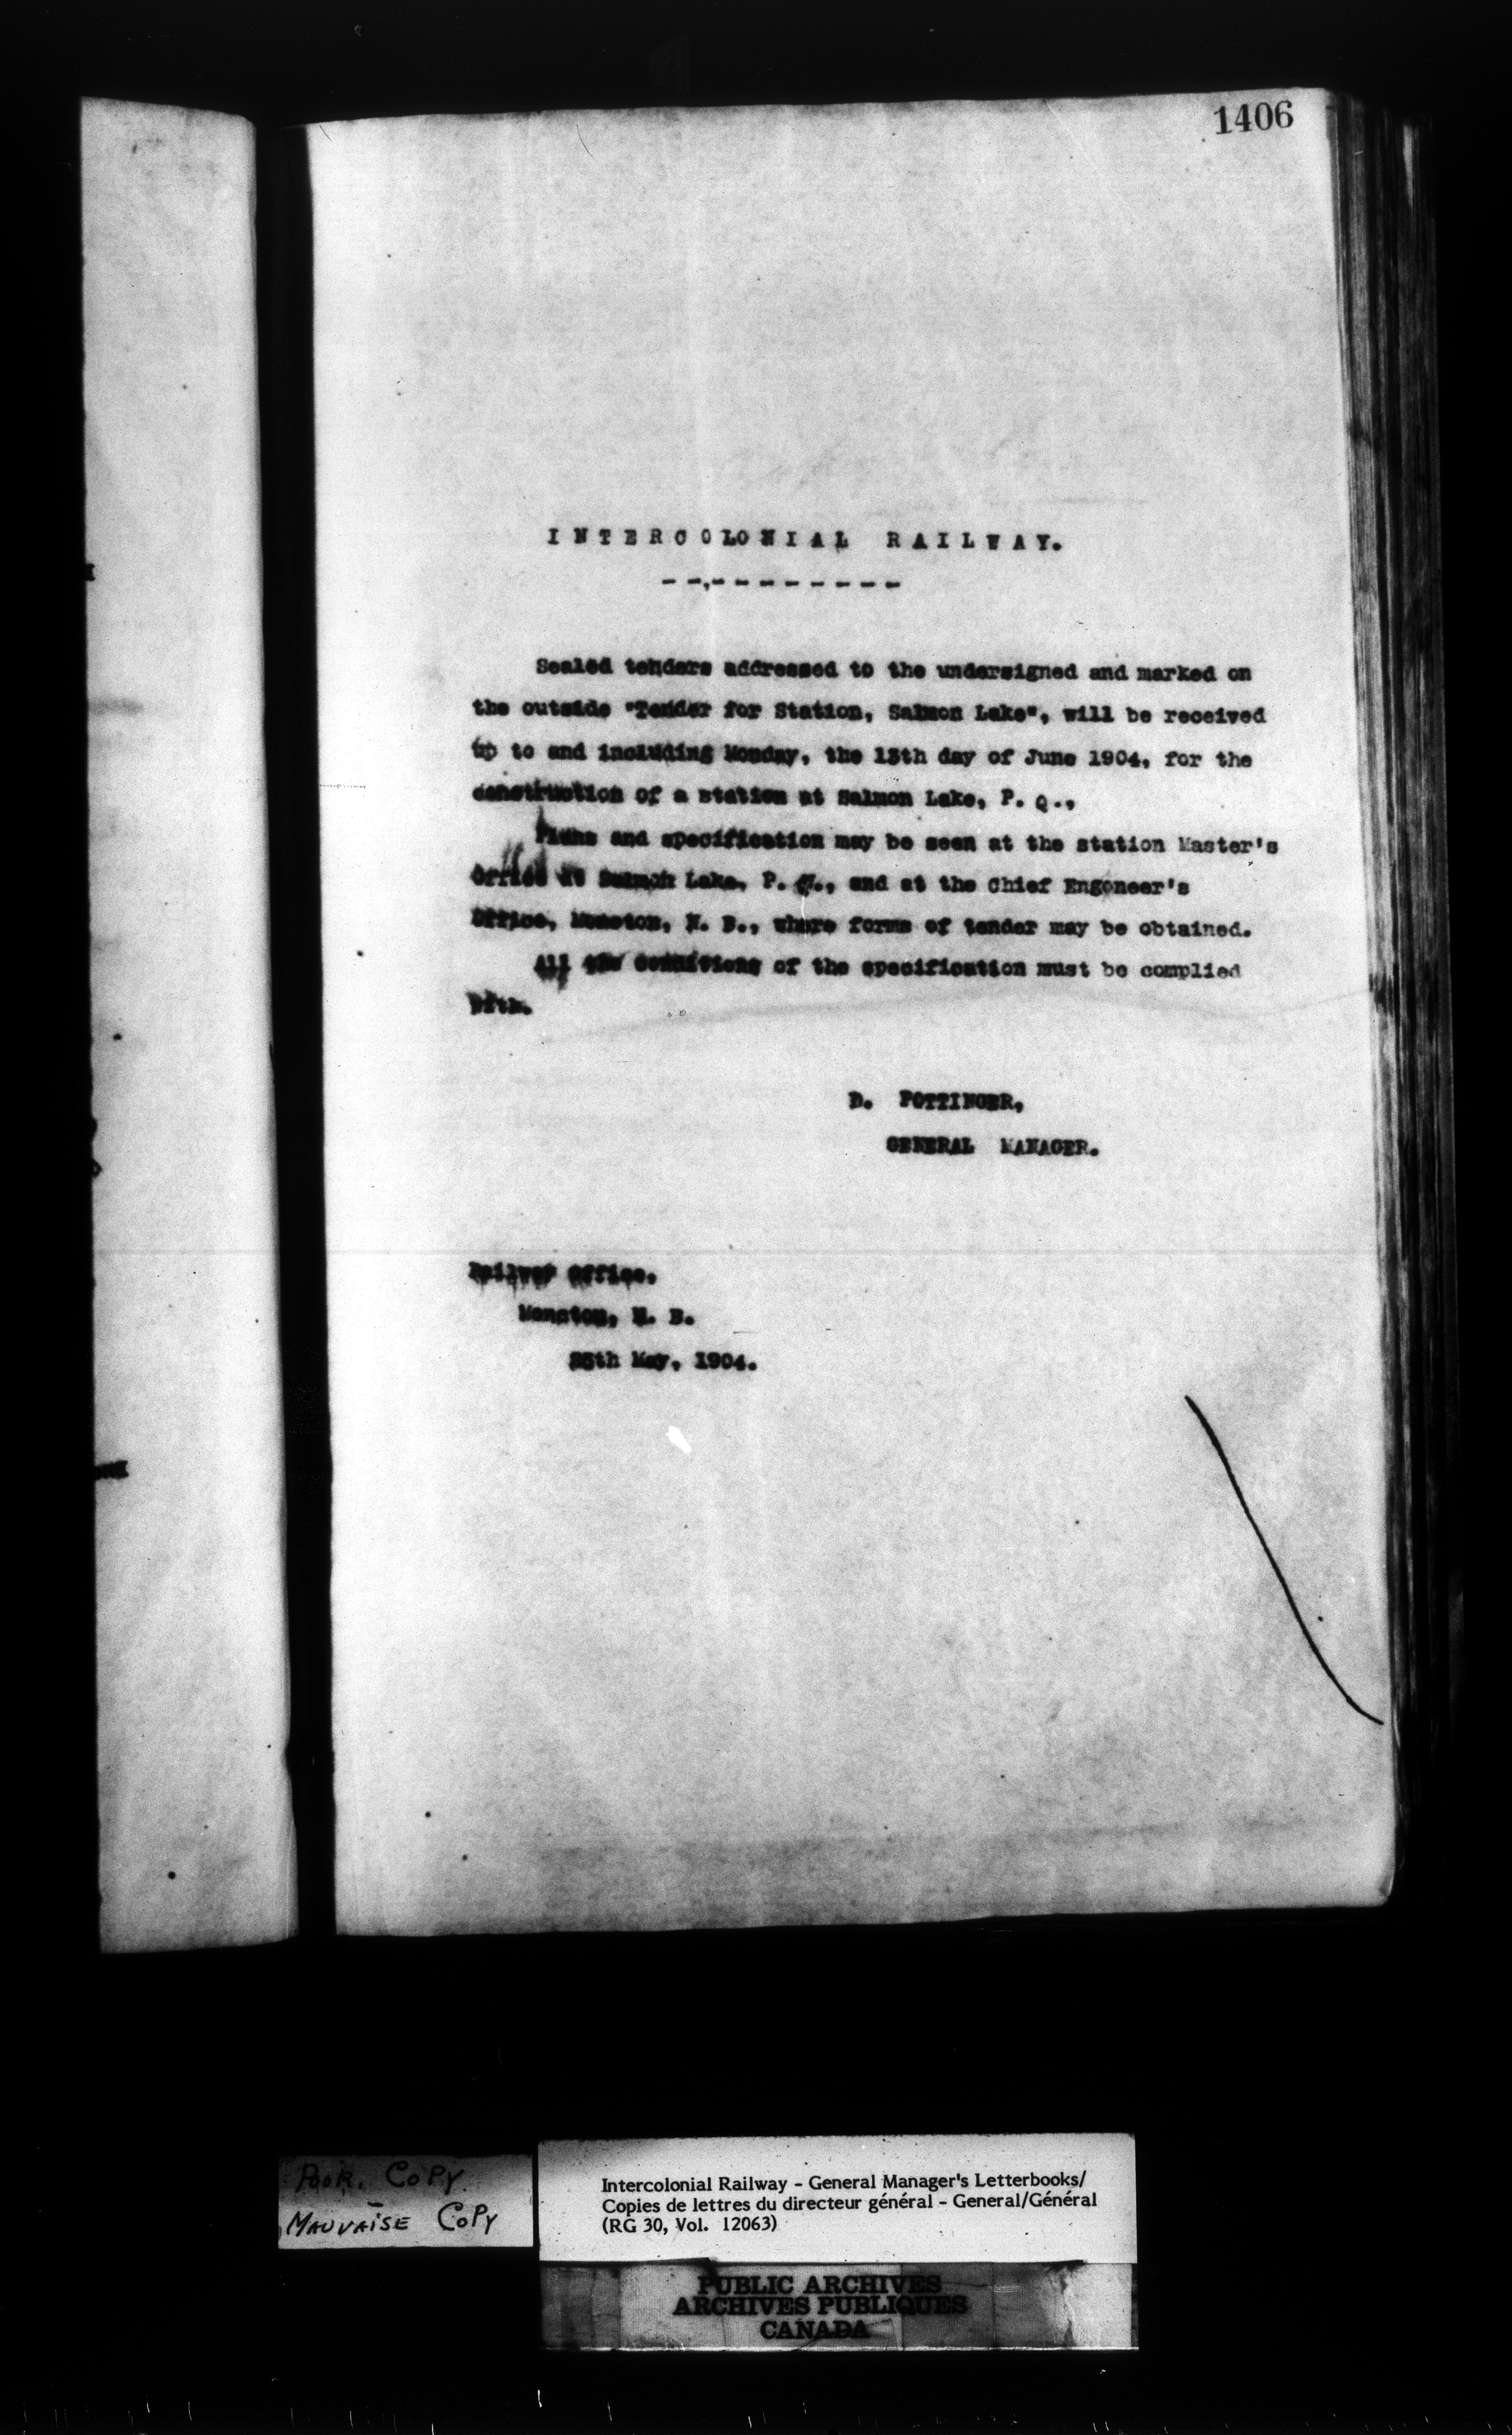 1406
INTERCOLONIAL RAILWAY.
----------
Sealed tenders addressed to the undersigned and marked on
the outside "Tender for Station, Salmon Lake", will be received
up to and including Monday, the 13th day of June 1904, for the
construction of a station at Salmon Lake, P. Q.,
Plans and specification may be seen at the station Master's
Office at Salmon Lake, P. Q., and at the Chief Engoneer's
Office, Moncton, N. B., where forms of tender may be obtained.
All the conditions of the specification must be complied
with.
D. POTTINGER,
GENERAL MANAGER.
Railway Office.
Moncton, N. B.
25th May, 1904.
POOR. COPY
MAUVAISE COPY
Intercolonial Railway - General Manager's Letterbooks/
Copies de lettres du directeur général - General/Général
(RG 30, Vol. 12063)
PUBLIC ARCHIVES
ARCHIVES PUBLIQUES
CANADA